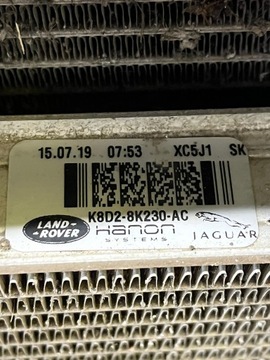 15.07.19 07:53 XC5J1 SK
K8D2-8K230-AC
LAND-ROVER
Hanon SYSTEMS
JAGUAR